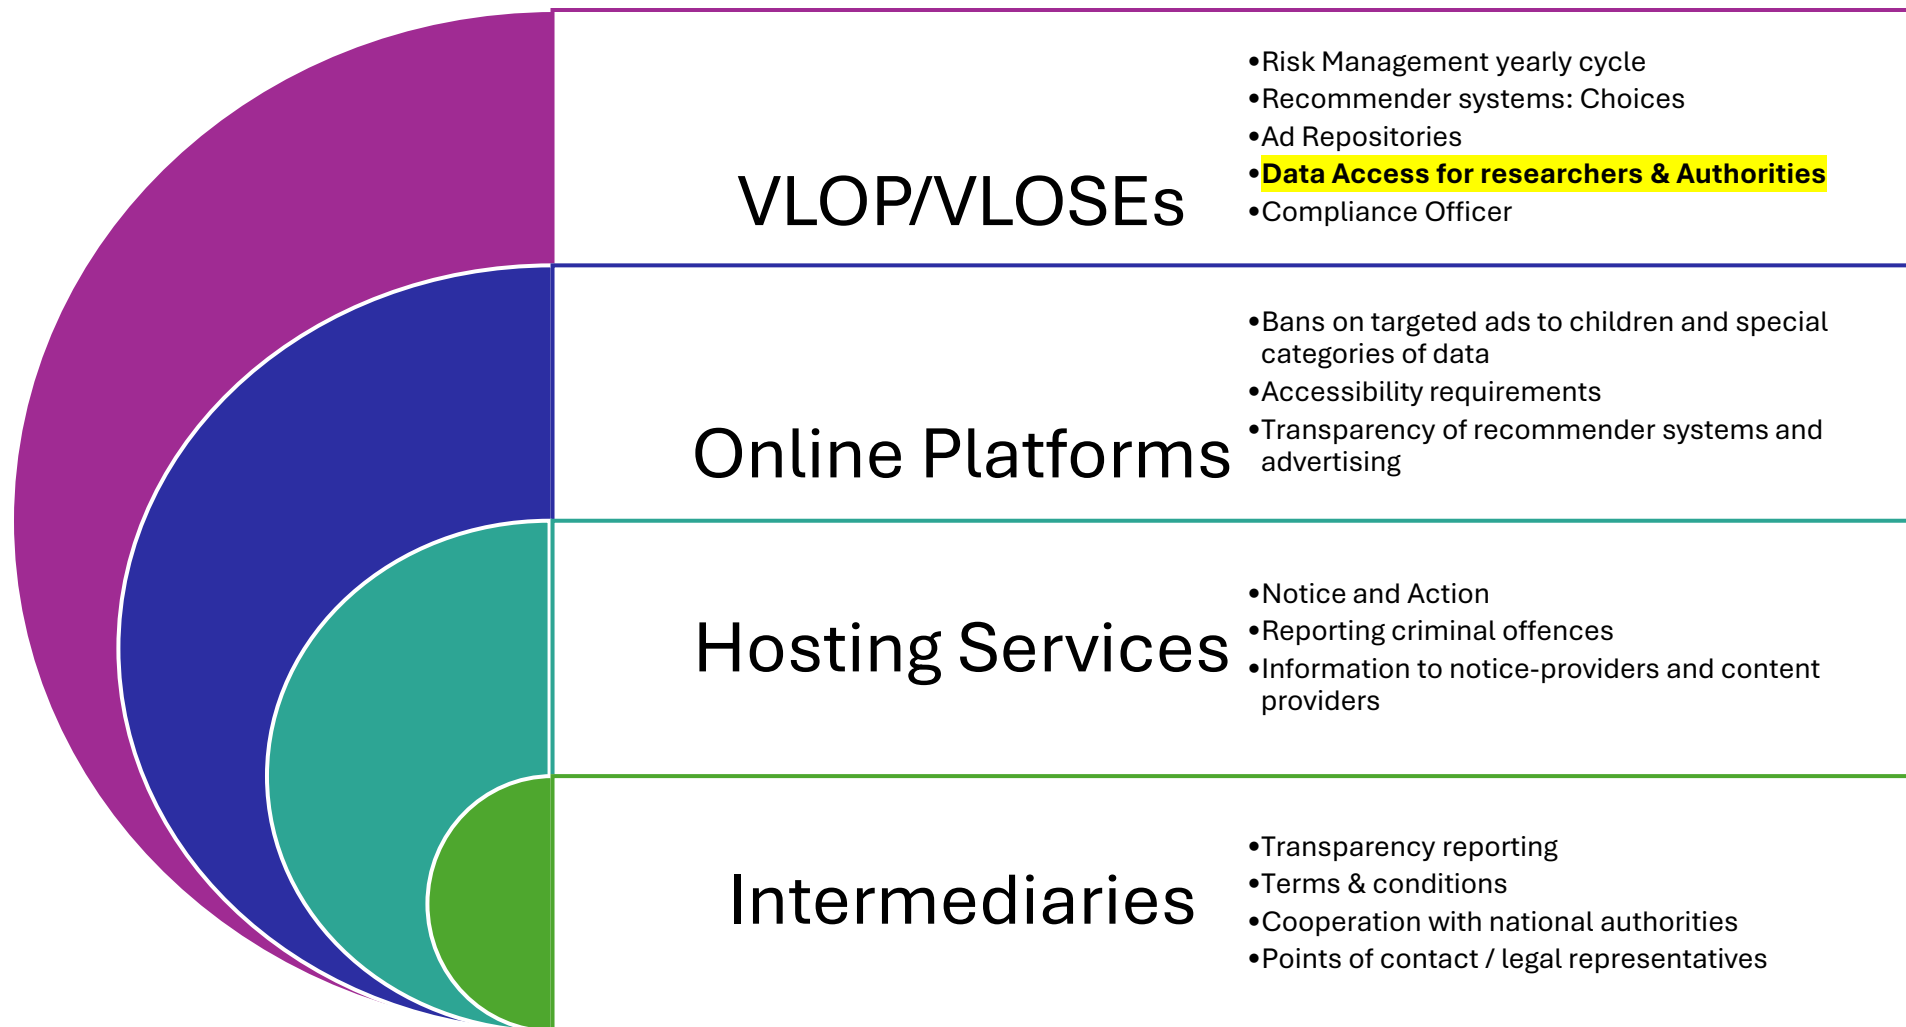 VLOP/VLOSEs
•Risk Management yearly cycle
•Recommender systems: Choices
•Ad Repositories
•Data Access for researchers & Authorities
•Compliance Officer
Online Platforms
•Bans on targeted ads to children and special
categories of data
•Accessibility requirements
•Transparency of recommender systems and
advertising
Hosting Services
•Notice and Action
•Reporting criminal offences
•Information to notice-providers and content
providers
Intermediaries
•Transparency reporting
•Terms & conditions
•Cooperation with national authorities
•Points of contact / legal representatives